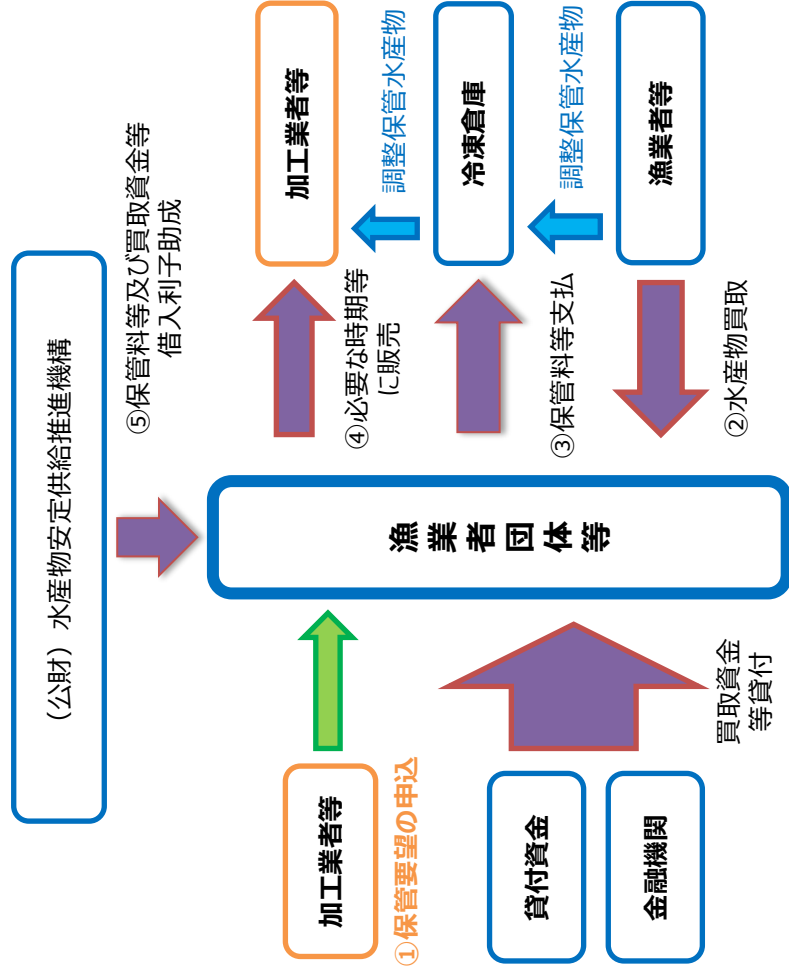 (公財)水産物安定供給推進機構
⑤保管料等及び買取資金等
借入利子助成
加工業者等
①保管要望の申込
貸付資金
金融機関
買取資金
等貸付
漁業者団体等
④必要な時期等
に販売
③保管料等支払
②水産物買取
加工業者等
調整保管水産物
冷凍倉庫
調整保管水産物
漁業者等